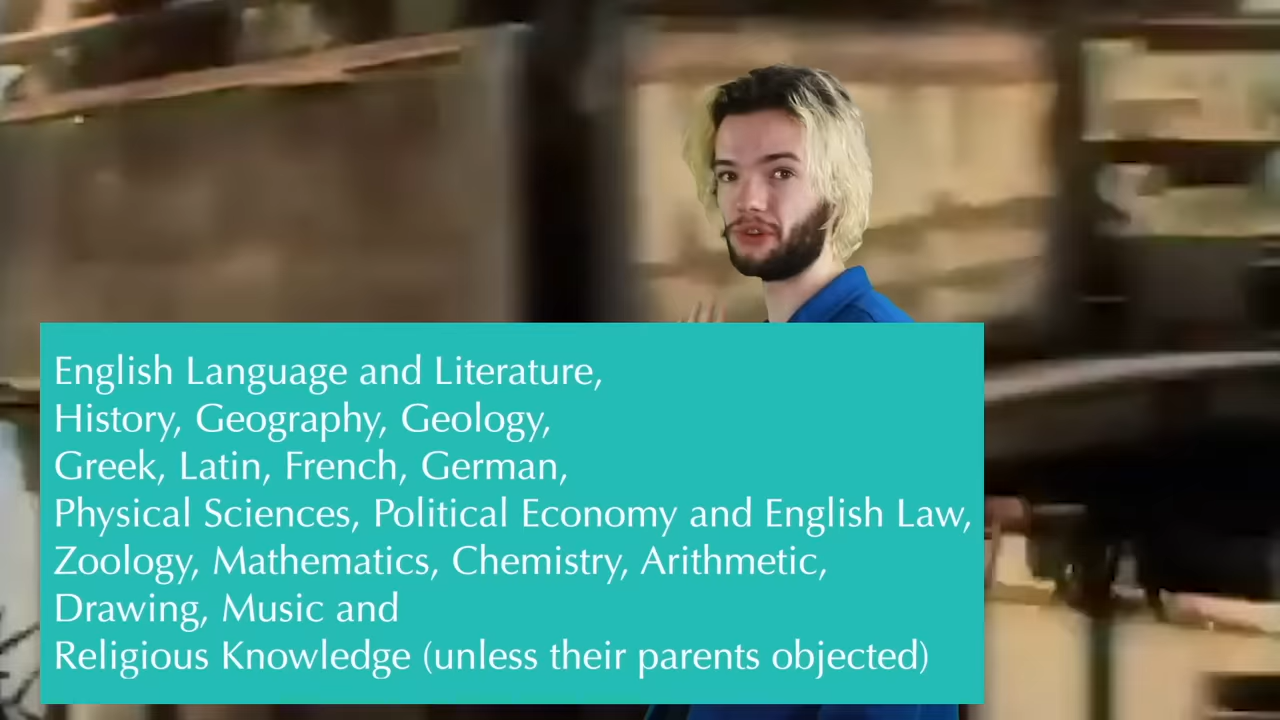 English Language and Literature,
History, Geography, Geology,
Greek, Latin, French, German,
Physical Sciences, Political Economy and English Law,
Zoology, Mathematics, Chemistry, Arithmetic,
Drawing, Music and
Religious Knowledge (unless their parents objected)